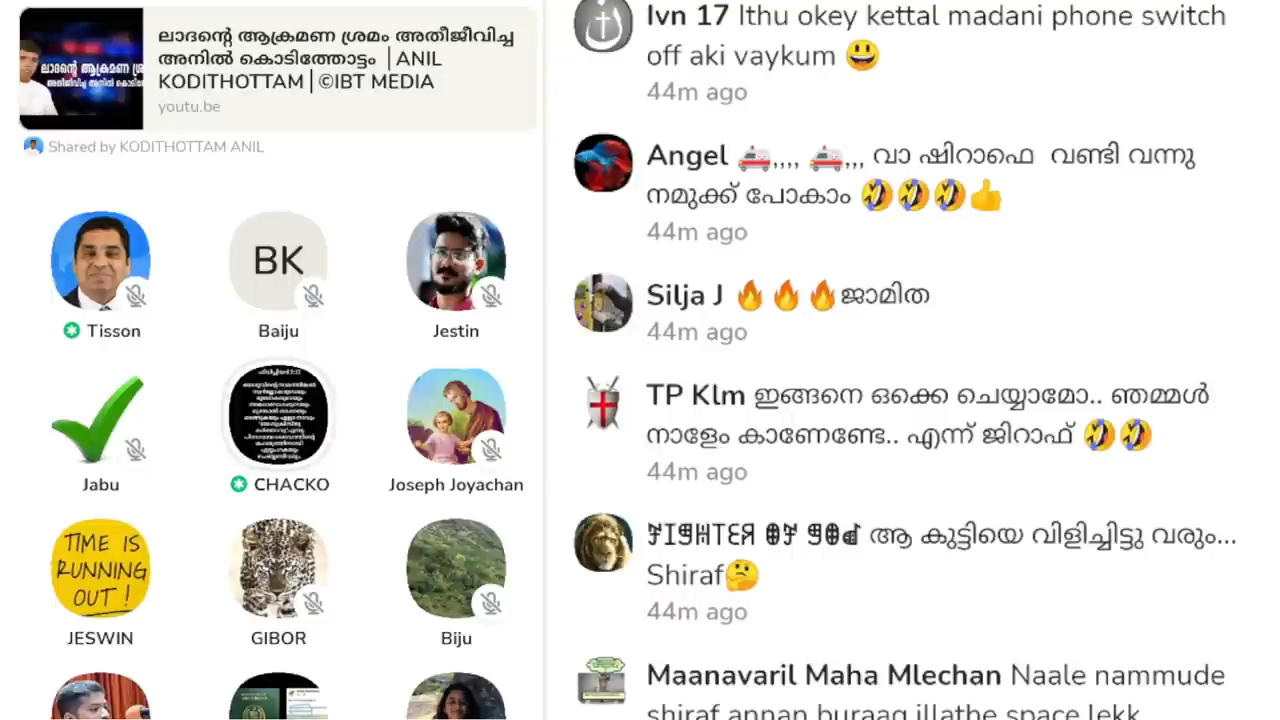 ലാദന്റെ ആക്രമണ ശ്രമം അതീജീവിച്ച
അനിൽ കൊടിത്തോട്ടം | ANIL
KODITHOTTAM | ©IBT MEDIA
youtu.be
Shared by KODITHOTTAM ANIL
Tisson
BK
Baiju
Jestin
Jabu
CHACKO
Joseph Joyachan
TIME IS
RUNNING
OUT !
JESWIN
GIBOR
Biju
Ivn 17 Ithu okey kettal madani phone switch
off aki vaykum 😃
44m ago
Angel 🚑,,,, 🚑,,, വാ ഷിറാഫെ വണ്ടി വന്നു
നമുക്ക് പോകാം 🤣🤣🤣👍
44m ago
Silja J 🔥🔥🔥ജാമിത
44m ago
TP Klm ഇങ്ങനെ ഒക്കെ ചെയ്യാമോ.. ഞമ്മൾ
നാളേം കാണേണ്ടേ.. എന്ന് ജിറാഫ് 🤣🤣
44m ago
FIGHTER OF GOD ആ കുട്ടിയെ വിളിച്ചിട്ടു വരും...
Shiraf🤔
44m ago
Maanavaril Maha Mlechan Naale nammude
shiraf annan buraaq illathe space lekk